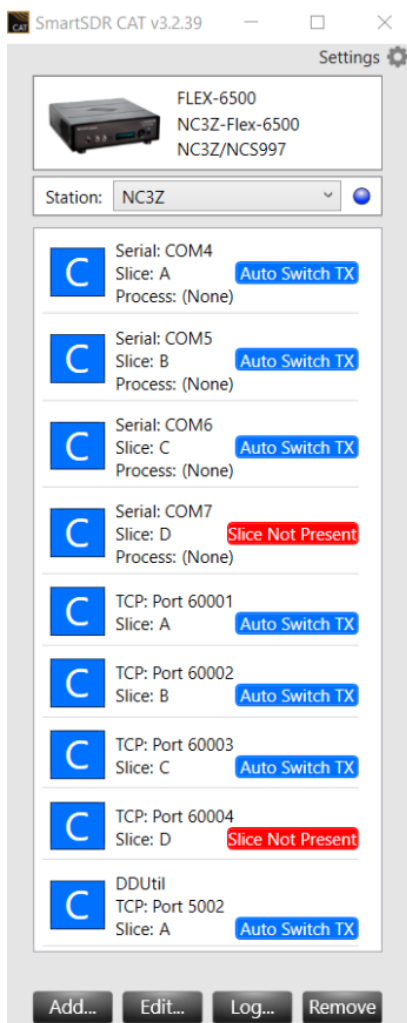 CAT SmartSDR CAT v3.2.39
Settings
FLEX-6500
NC3Z-Flex-6500
NC3Z/NCS997
Station: NC3Z
C
Serial: COM4
Slice: A
Auto Switch TX
Process: (None)
C
Serial: COM5
Slice: B
Auto Switch TX
Process: (None)
C
Serial: COM6
Slice: C
Auto Switch TX
Process: (None)
C
Serial: COM7
Slice: D
Slice Not Present
Process: (None)
C
TCP: Port 60001
Slice: A
Auto Switch TX
C
TCP: Port 60002
Slice: B
Auto Switch TX
C
TCP: Port 60003
Slice: C
Auto Switch TX
C
TCP: Port 60004
Slice: D
Slice Not Present
C
DDUtil
TCP: Port 5002
Slice: A
Auto Switch TX
Add... Edit... Log... Remove